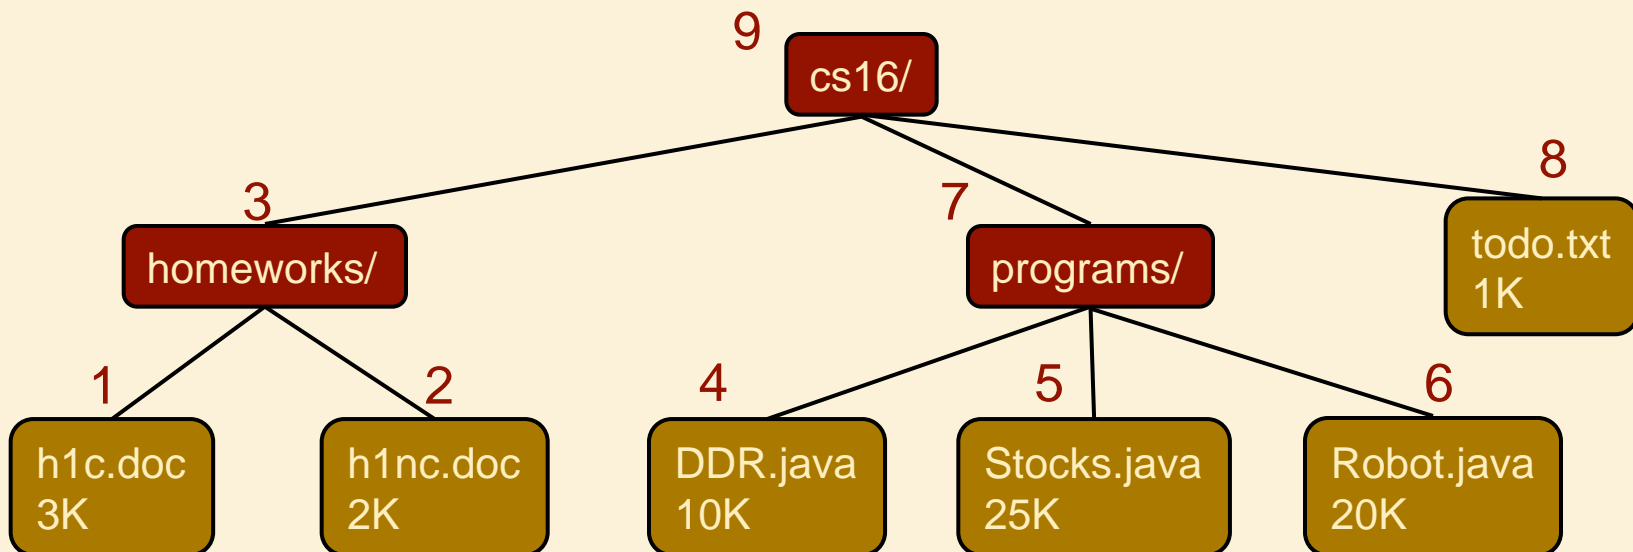 9
cs16/
8
3
7
homeworks/
programs/
todo.txt
1K
1
2
4
5
6
h1c.doc
3K
h1nc.doc
2K
DDR.java
10K
Stocks.java
25K
Robot.java
20K